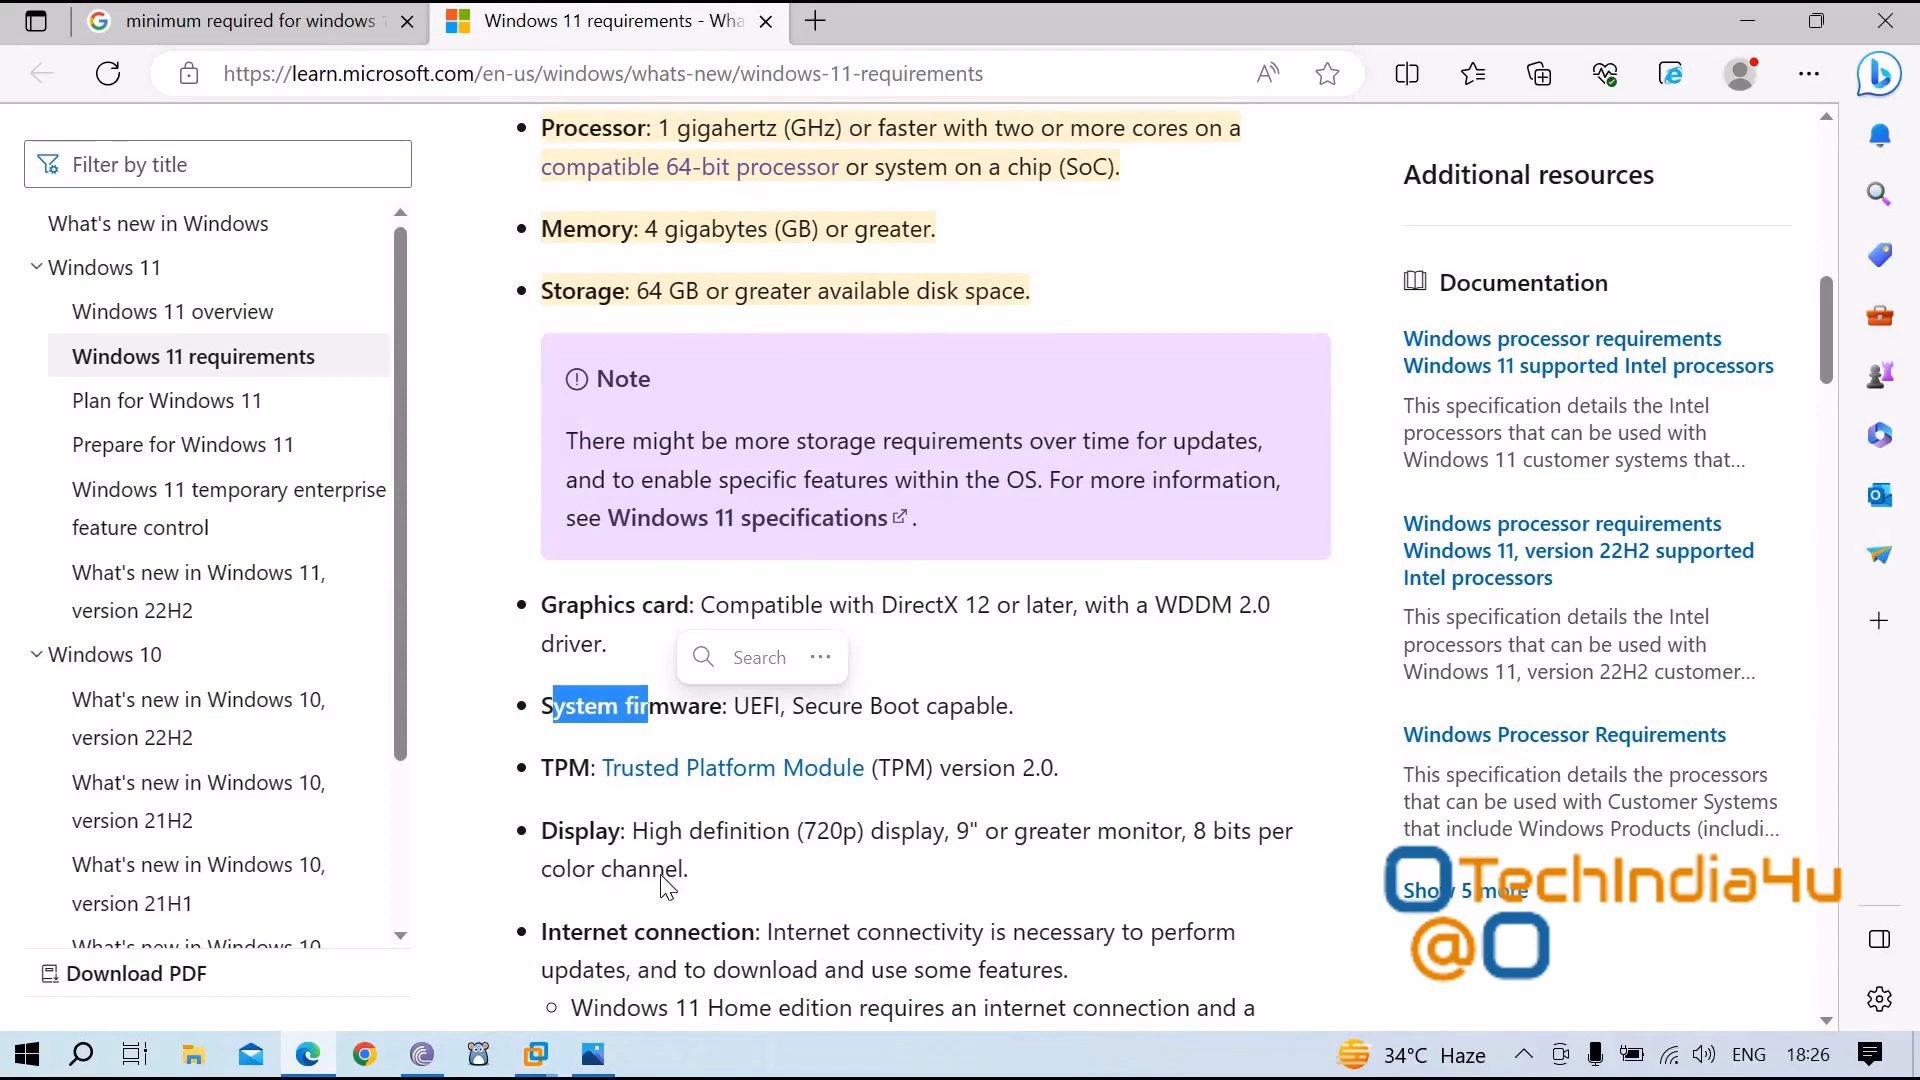 minimum required for windows 1
Windows 11 requirements - Wha
https://learn.microsoft.com/en-us/windows/whats-new/windows-11-requirements
Filter by title
What's new in Windows
Windows 11
Windows 11 overview
Windows 11 requirements
Plan for Windows 11
Prepare for Windows 11
Windows 11 temporary enterprise
feature control
What's new in Windows 11,
version 22H2
Windows 10
What's new in Windows 10,
version 22H2
What's new in Windows 10,
version 21H2
What's new in Windows 10,
version 21H1
What's new in Windows 10,
Download PDF
Processor: 1 gigahertz (GHz) or faster with two or more cores on a
compatible 64-bit processor or system on a chip (SoC).
Memory: 4 gigabytes (GB) or greater.
Storage: 64 GB or greater available disk space.
Note
There might be more storage requirements over time for updates,
and to enable specific features within the OS. For more information,
see Windows 11 specifications.
Graphics card: Compatible with DirectX 12 or later, with a WDDM 2.0
driver.
Search
System firmware: UEFI, Secure Boot capable.
TPM: Trusted Platform Module (TPM) version 2.0.
Display: High definition (720p) display, 9" or greater monitor, 8 bits per
color channel.
Internet connection: Internet connectivity is necessary to perform
updates, and to download and use some features.
Windows 11 Home edition requires an internet connection and a
Additional resources
Documentation
Windows processor requirements
Windows 11 supported Intel processors
This specification details the Intel
processors that can be used with
Windows 11 customer systems that...
Windows processor requirements
Windows 11, version 22H2 supported
Intel processors
This specification details the Intel
processors that can be used with
Windows 11, version 22H2 customer...
Windows Processor Requirements
This specification details the processors
that can be used with Customer Systems
that include Windows Products (includi...
Show 5 more
TechIndia4u
@
34°C Haze
ENG
18:26